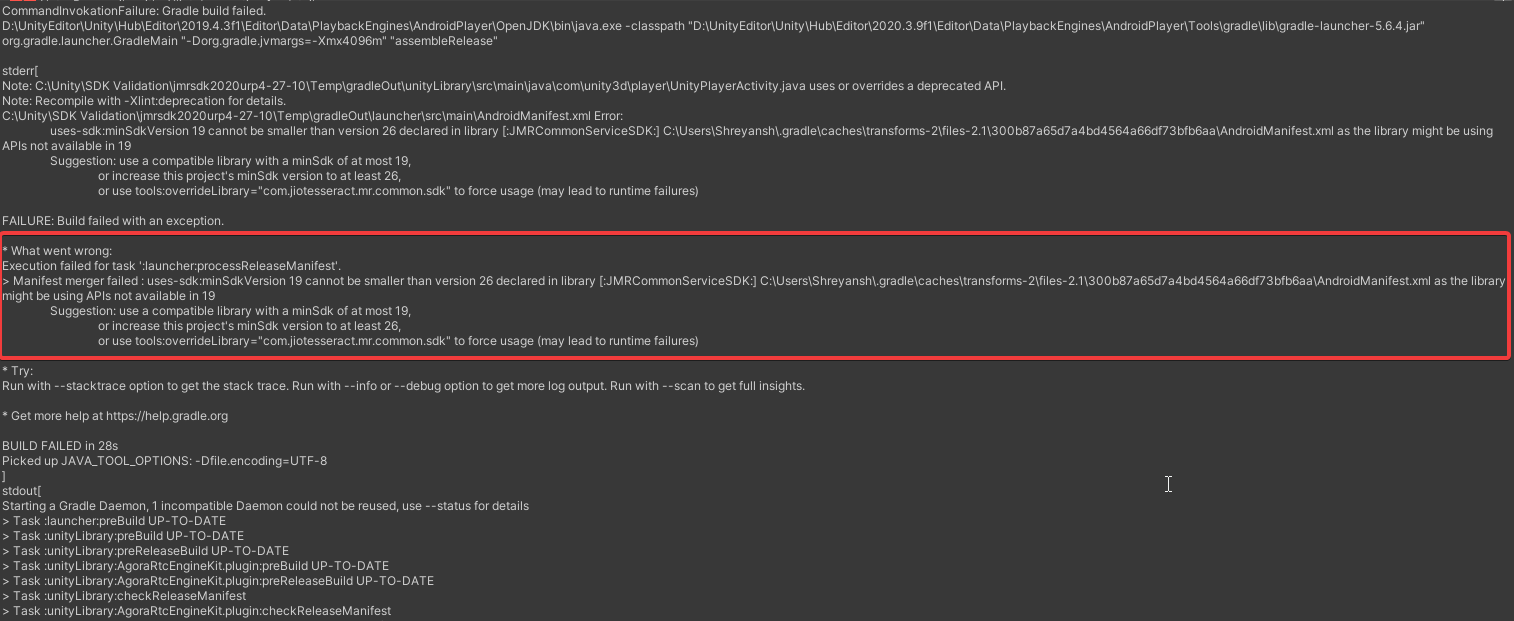 CommandInvokationFailure: Gradle build failed.
D:\UnityEditor\Unity\Hub\Editor\2019.4.3f1\Editor\Data\PlaybackEngines\AndroidPlayer\OpenJDK\bin\java.exe -classpath "D:\UnityEditor\Unity\Hub\Editor\2020.3.9f1\Editor\Data\PlaybackEngines\AndroidPlayer\Tools\gradle\lib\gradle-launcher-5.6.4.jar"
org.gradle.launcher.GradleMain "-Dorg.gradle.jvmargs=-Xmx4096m" "assembleRelease"
stderr[
Note: C:\Unity\SDK Validation\jmrsdk2020urp4-27-10\Temp\gradleOut\unityLibrary\src\main\java\com\unity3d\player\UnityPlayerActivity.java uses or overrides a deprecated API.
Note: Recompile with -Xlint:deprecation for details.
C:\Unity\SDK Validation\jmrsdk2020urp4-27-10\Temp\gradleOut\launcher\src\main\AndroidManifest.xml Error:
uses-sdk:minSdkVersion 19 cannot be smaller than version 26 declared in library [:JMRCommonServiceSDK:] C:\Users\Shreyansh\.gradle\caches\transforms-2\files-2.1\300b87a65d7a4bd4564a66df73bfb6aa\AndroidManifest.xml as the library might be using
APIs not available in 19
Suggestion: use a compatible library with a minSdk of at most 19,
or increase this project's minSdk version to at least 26,
or use tools:overrideLibrary="com.jiotesseract.mr.common.sdk" to force usage (may lead to runtime failures)
FAILURE: Build failed with an exception.
* What went wrong:
Execution failed for task ':launcher:processReleaseManifest'.
> Manifest merger failed : uses-sdk:minSdkVersion 19 cannot be smaller than version 26 declared in library [:JMRCommonServiceSDK:] C:\Users\Shreyansh\.gradle\caches\transforms-2\files-2.1\300b87a65d7a4bd4564a66df73bfb6aa\AndroidManifest.xml as the library
might be using APIs not available in 19
Suggestion: use a compatible library with a minSdk of at most 19,
or increase this project's minSdk version to at least 26,
or use tools:overrideLibrary="com.jiotesseract.mr.common.sdk" to force usage (may lead to runtime failures)
* Try:
Run with --stacktrace option to get the stack trace. Run with --info or --debug option to get more log output. Run with --scan to get full insights.
* Get more help at https://help.gradle.org
BUILD FAILED in 28s
Picked up JAVA_TOOL_OPTIONS: -Dfile.encoding=UTF-8
]
stdout[
Starting a Gradle Daemon, 1 incompatible Daemon could not be reused, use --status for details
> Task :launcher:preBuild UP-TO-DATE
> Task :unityLibrary:preBuild UP-TO-DATE
> Task :unityLibrary:preReleaseBuild UP-TO-DATE
> Task :unityLibrary:AgoraRtcEngineKit.plugin:preBuild UP-TO-DATE
> Task :unityLibrary:AgoraRtcEngineKit.plugin:preReleaseBuild UP-TO-DATE
> Task :unityLibrary:checkReleaseManifest
> Task :unityLibrary:AgoraRtcEngineKit.plugin:checkReleaseManifest